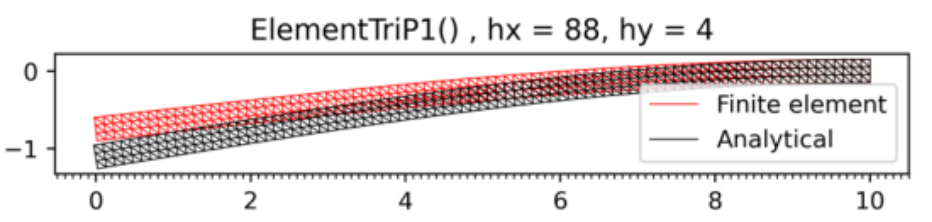 ElementTriP1() , hx = 88, hy = 4
0
−1
Finite element
Analytical
0 2 4 6 8 10